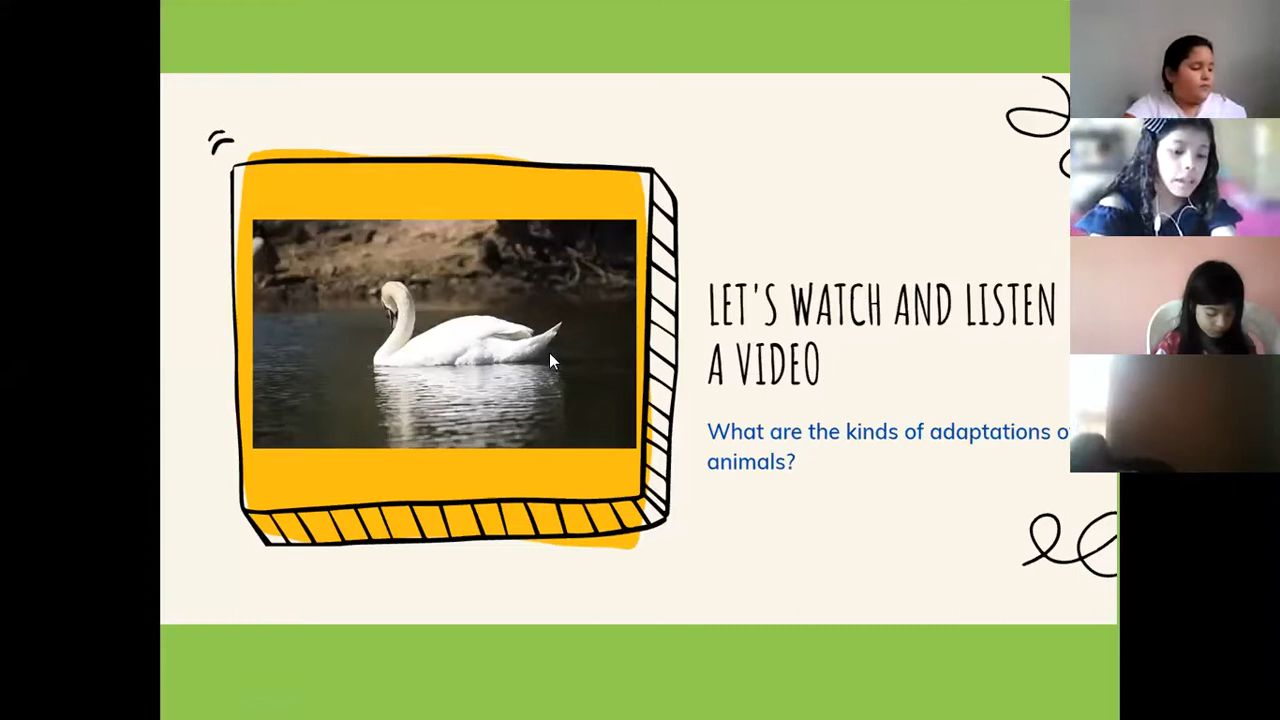 LET'S WATCH AND LISTEN
A VIDEO
What are the kinds of adaptations o
animals?